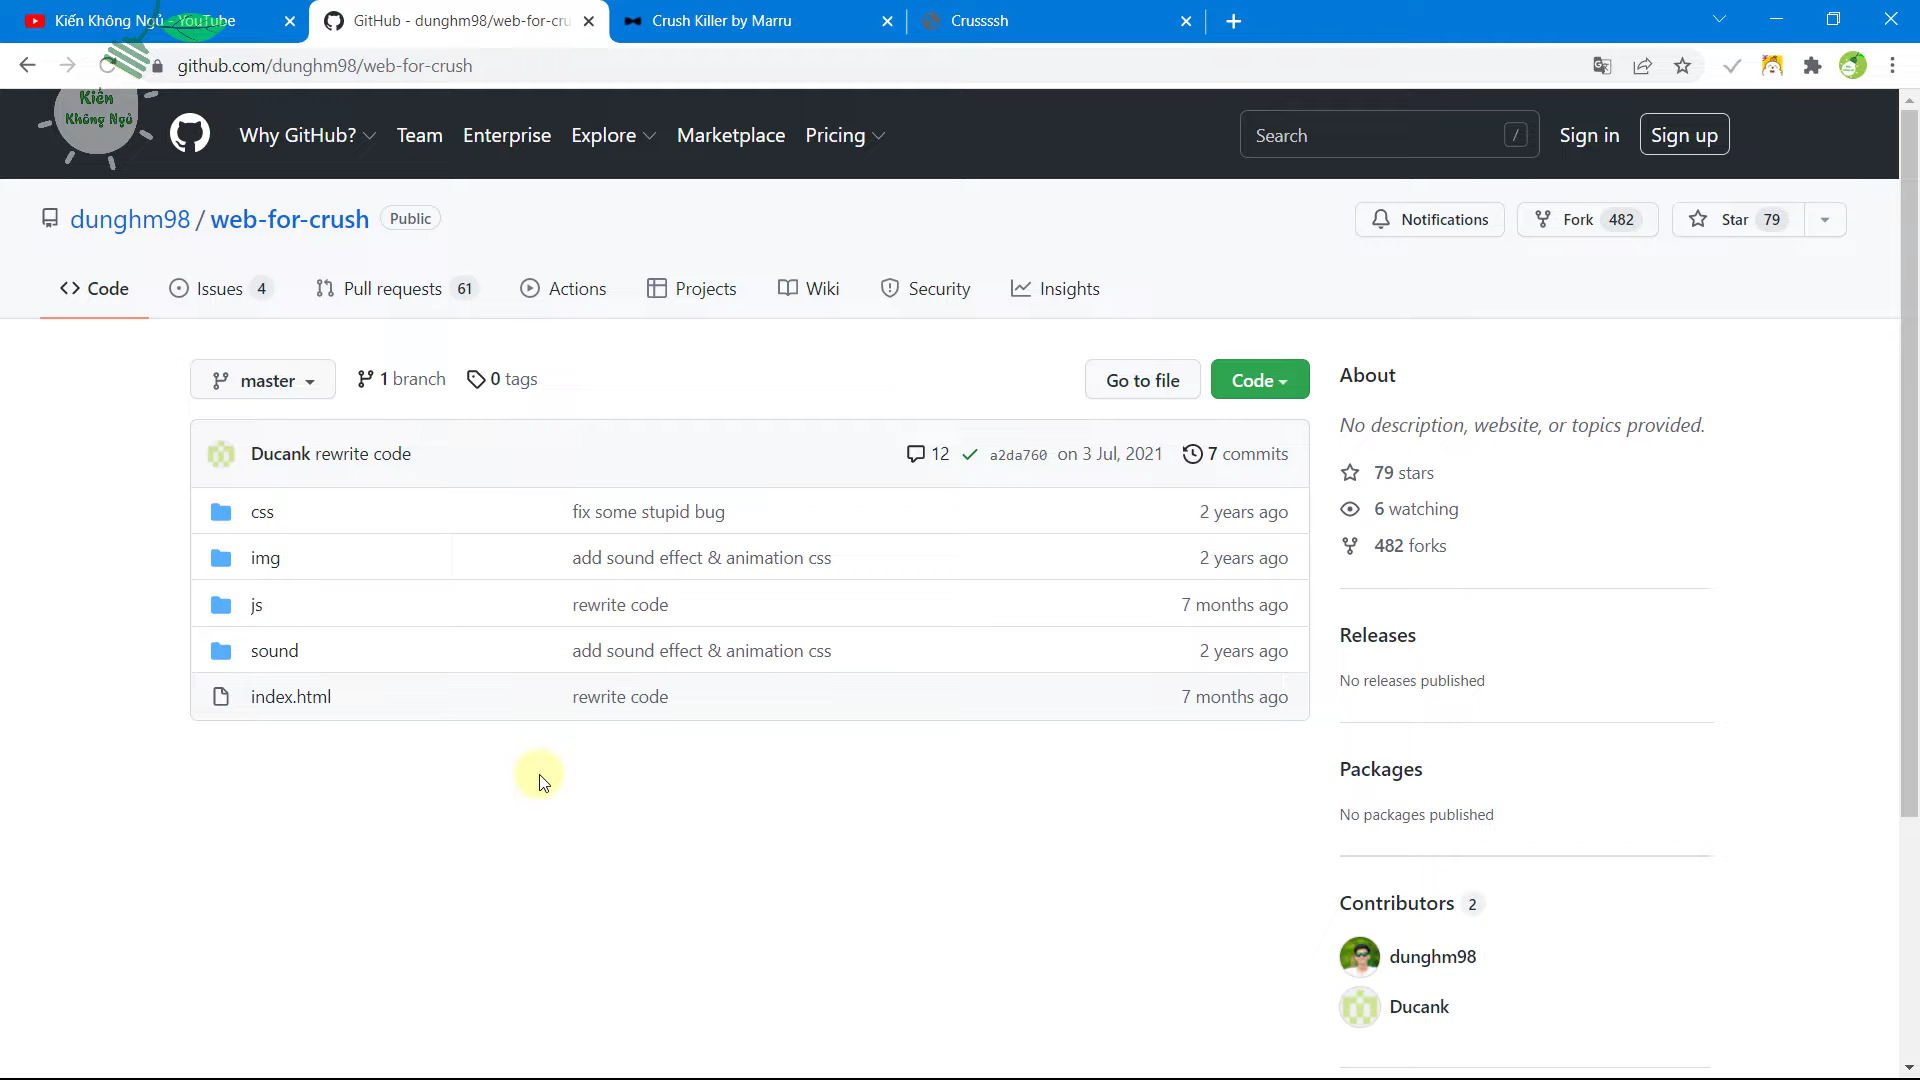 Kiến Không Ngủ - YouTube
GitHub - dunghm98/web-for-cru
Crush Killer by Marru
Crussssh
github.com/dunghm98/web-for-crush
Kiến
Không Ngủ
Why GitHub? Team Enterprise Explore Marketplace Pricing
Search /
Sign in
Sign up
dunghm98 / web-for-crush Public
Notifications
Fork 482
Star 79
Code
Issues 4
Pull requests 61
Actions
Projects
Wiki
Security
Insights
master
1 branch
0 tags
Go to file
Code
Ducank rewrite code
12 a2da760 on 3 Jul, 2021 7 commits
css fix some stupid bug 2 years ago
img add sound effect & animation css 2 years ago
js rewrite code 7 months ago
sound add sound effect & animation css 2 years ago
index.html rewrite code 7 months ago
About
No description, website, or topics provided.
79 stars
6 watching
482 forks
Releases
No releases published
Packages
No packages published
Contributors 2
dunghm98
Ducank